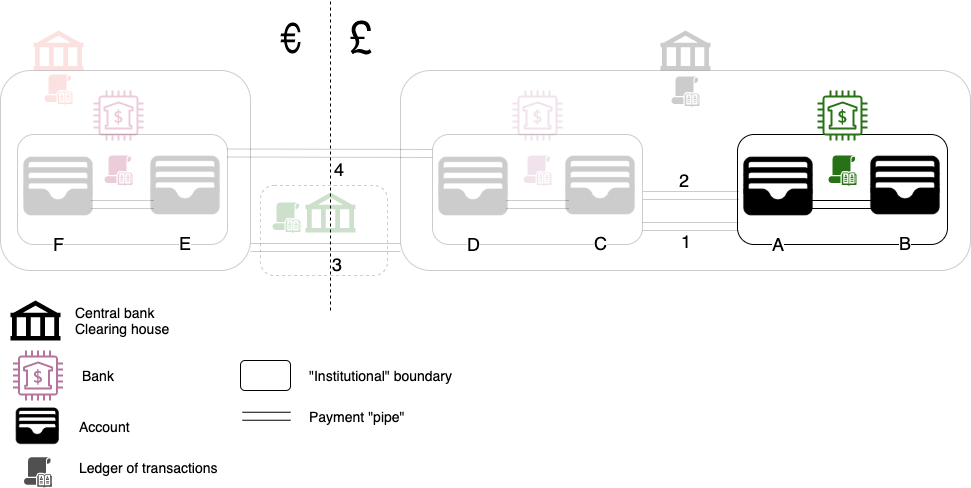 € £
4
2
F E D C 1 A B
3
Central bank
Clearing house
$ Bank
"Institutional" boundary
Payment "pipe"
Account
Ledger of transactions
$
$
$